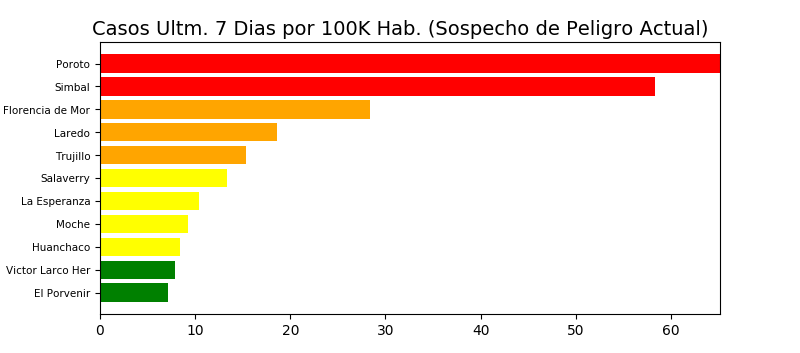 Casos Ultm. 7 Dias por 100K Hab. (Sospecho de Peligro Actual)
Poroto
Simbal
Florencia de Mor
Laredo
Trujillo
Salaverry
La Esperanza
Moche
Huanchaco
Victor Larco Her
El Porvenir
0 10 20 30 40 50 60